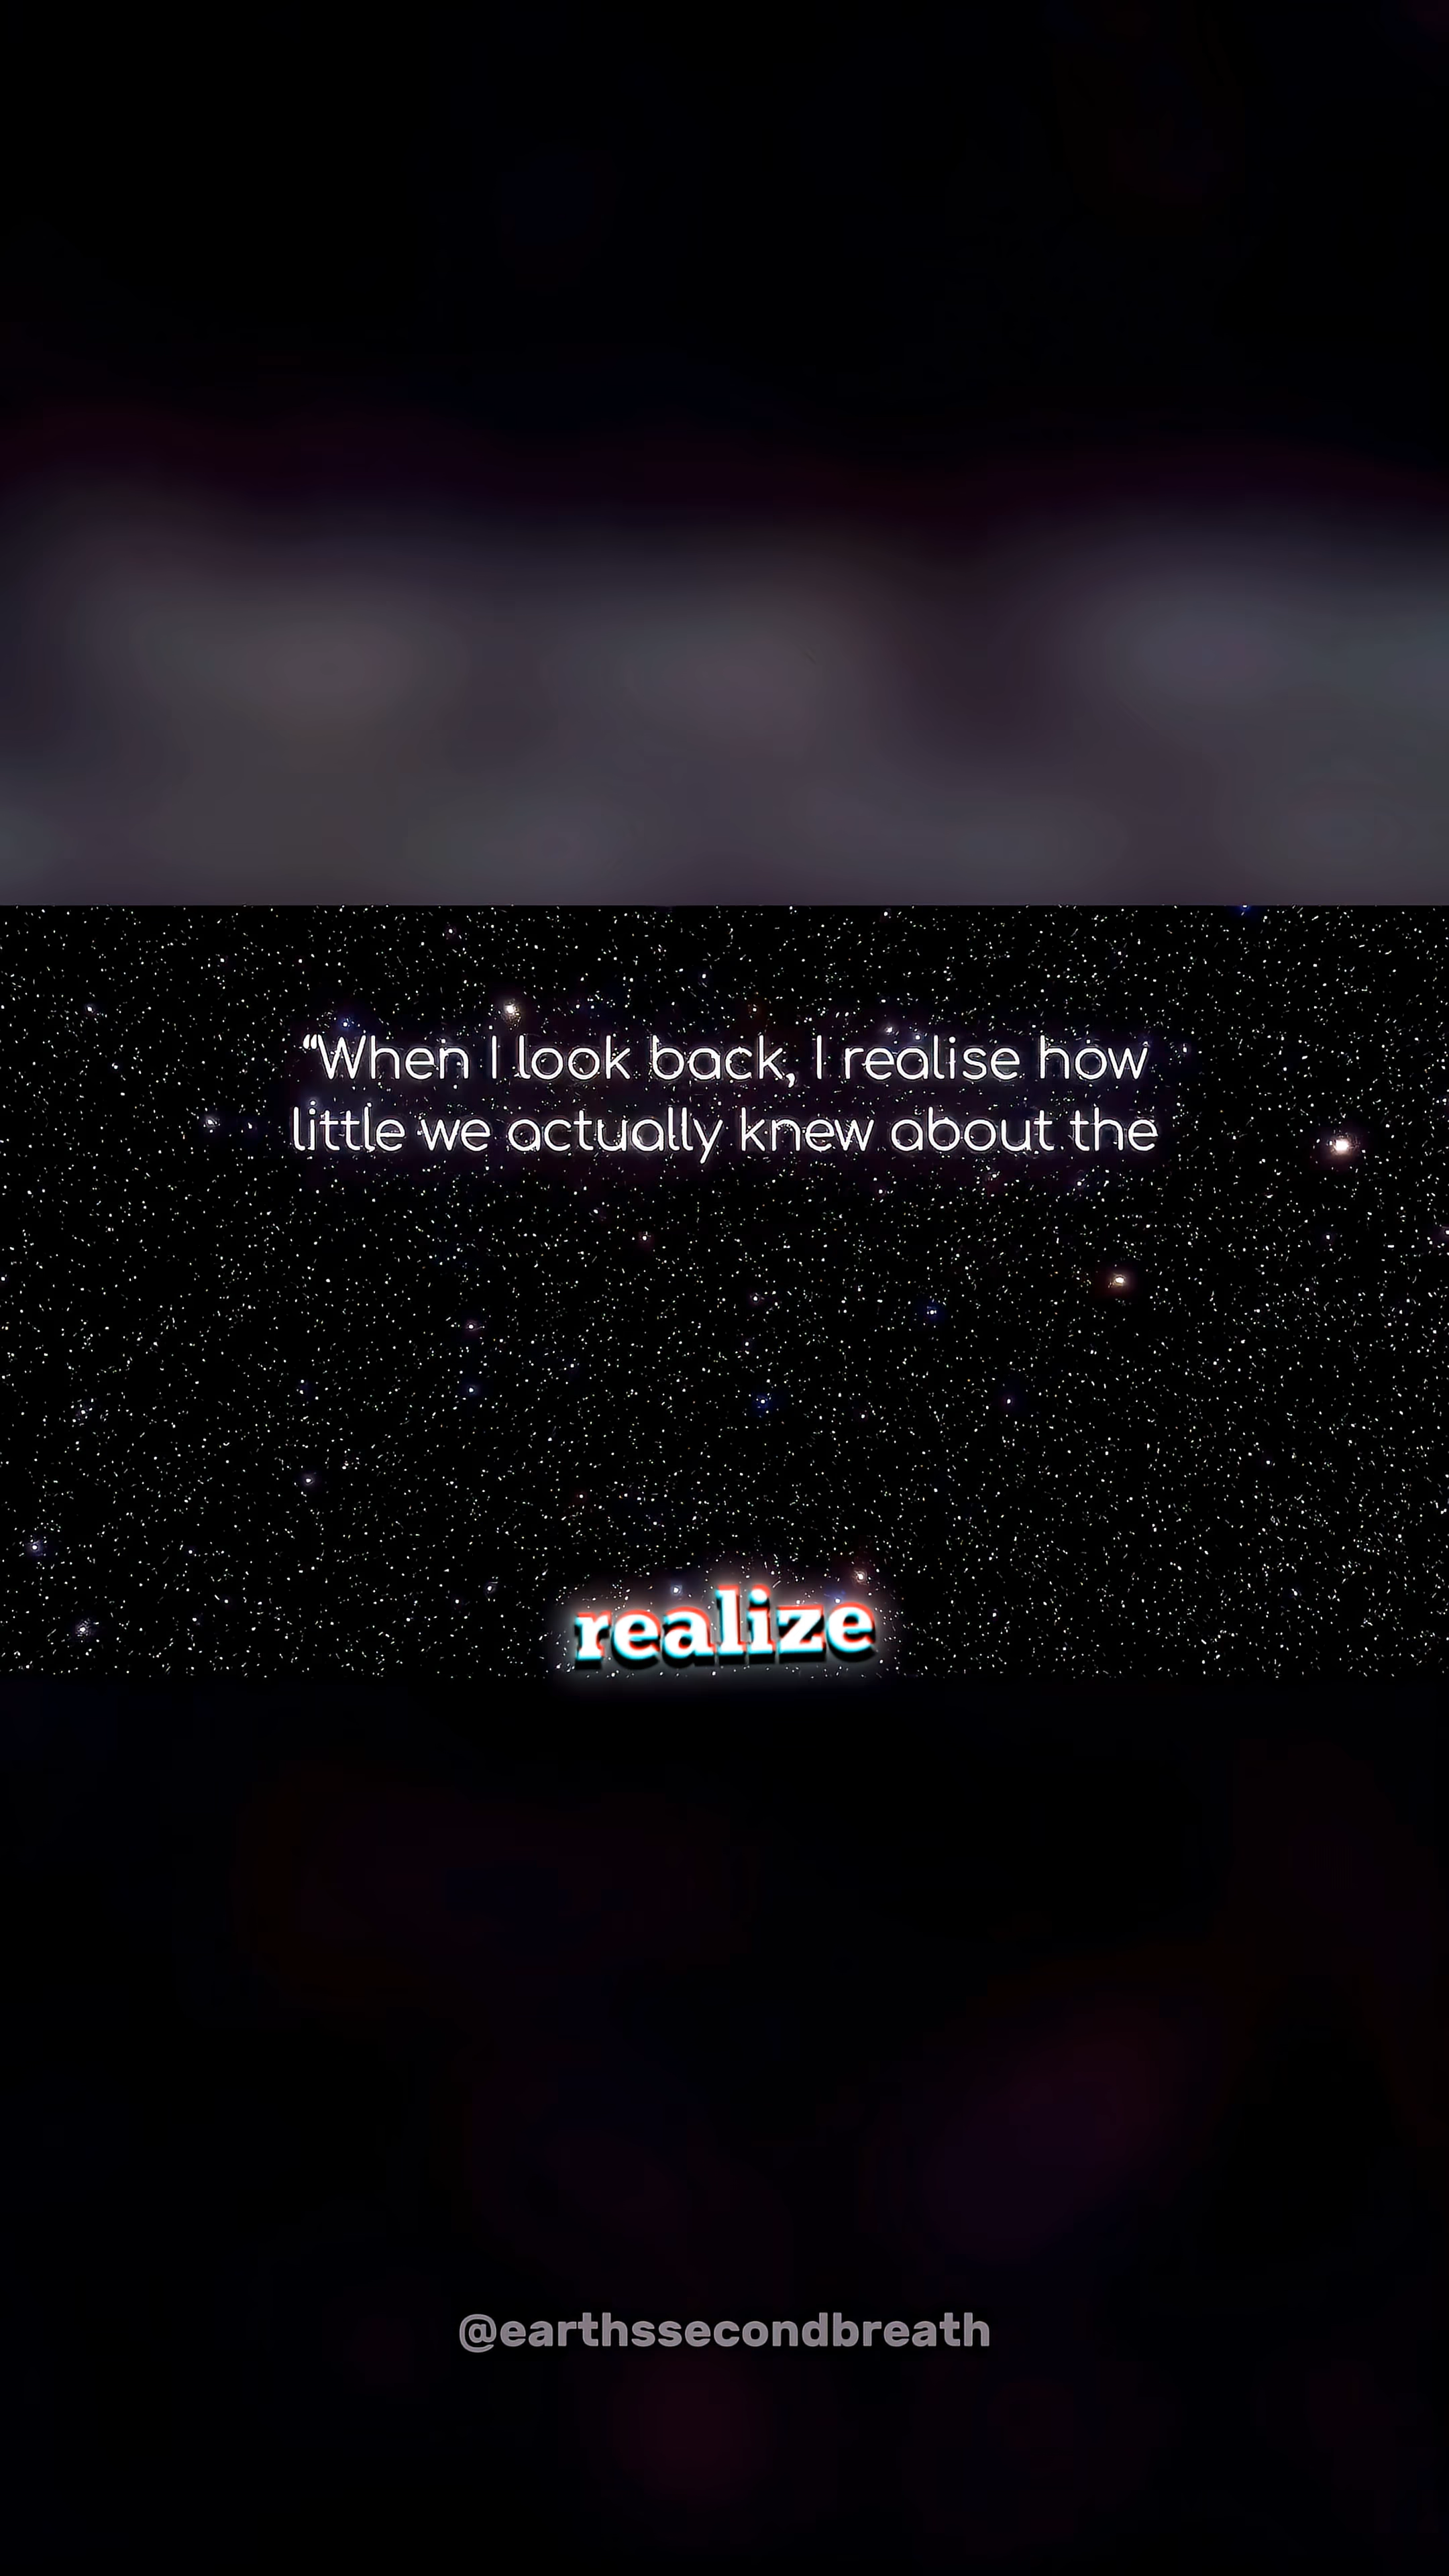 “When I look back, I realise how
little we actually knew about the
realize
@earthssecondbreath